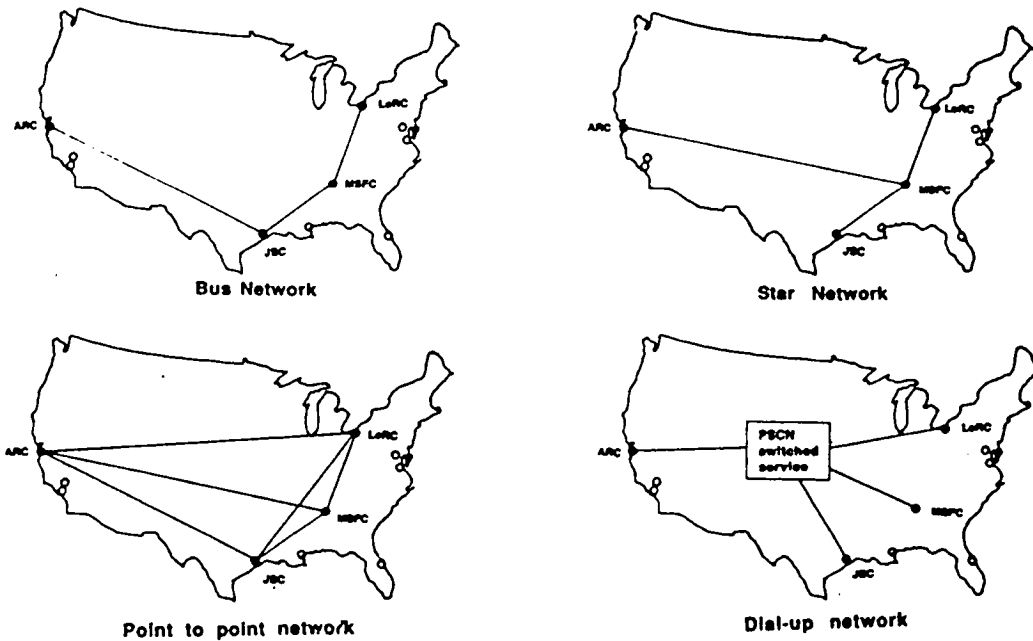 LeRC
ARC
MSFC
JSC
Bus Network
LeRC
ARC
MSFC
JSC
Star Network
LeRC
ARC
MSFC
JSC
Point to point network
PSCN
switched
service
LeRC
ARC
MSFC
JSC
Dial-up network